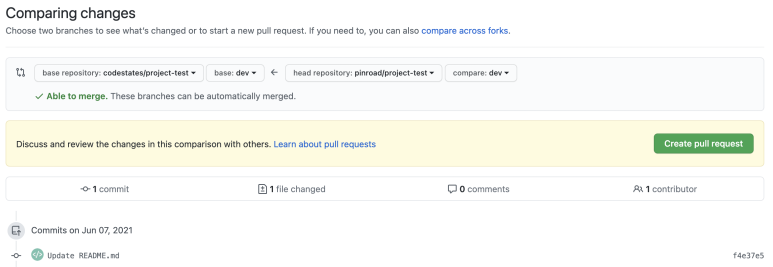 Comparing changes
Choose two branches to see what's changed or to start a new pull request. If you need to, you can also compare across forks.
base repository: codestates/project-test base: dev head repository: pinroad/project-test compare: dev
Able to merge. These branches can be automatically merged.
Discuss and review the changes in this comparison with others. Learn about pull requests Create pull request
1 commit 1 file changed 0 comments 1 contributor
Commits on Jun 07, 2021
Update README.md f4e37e5